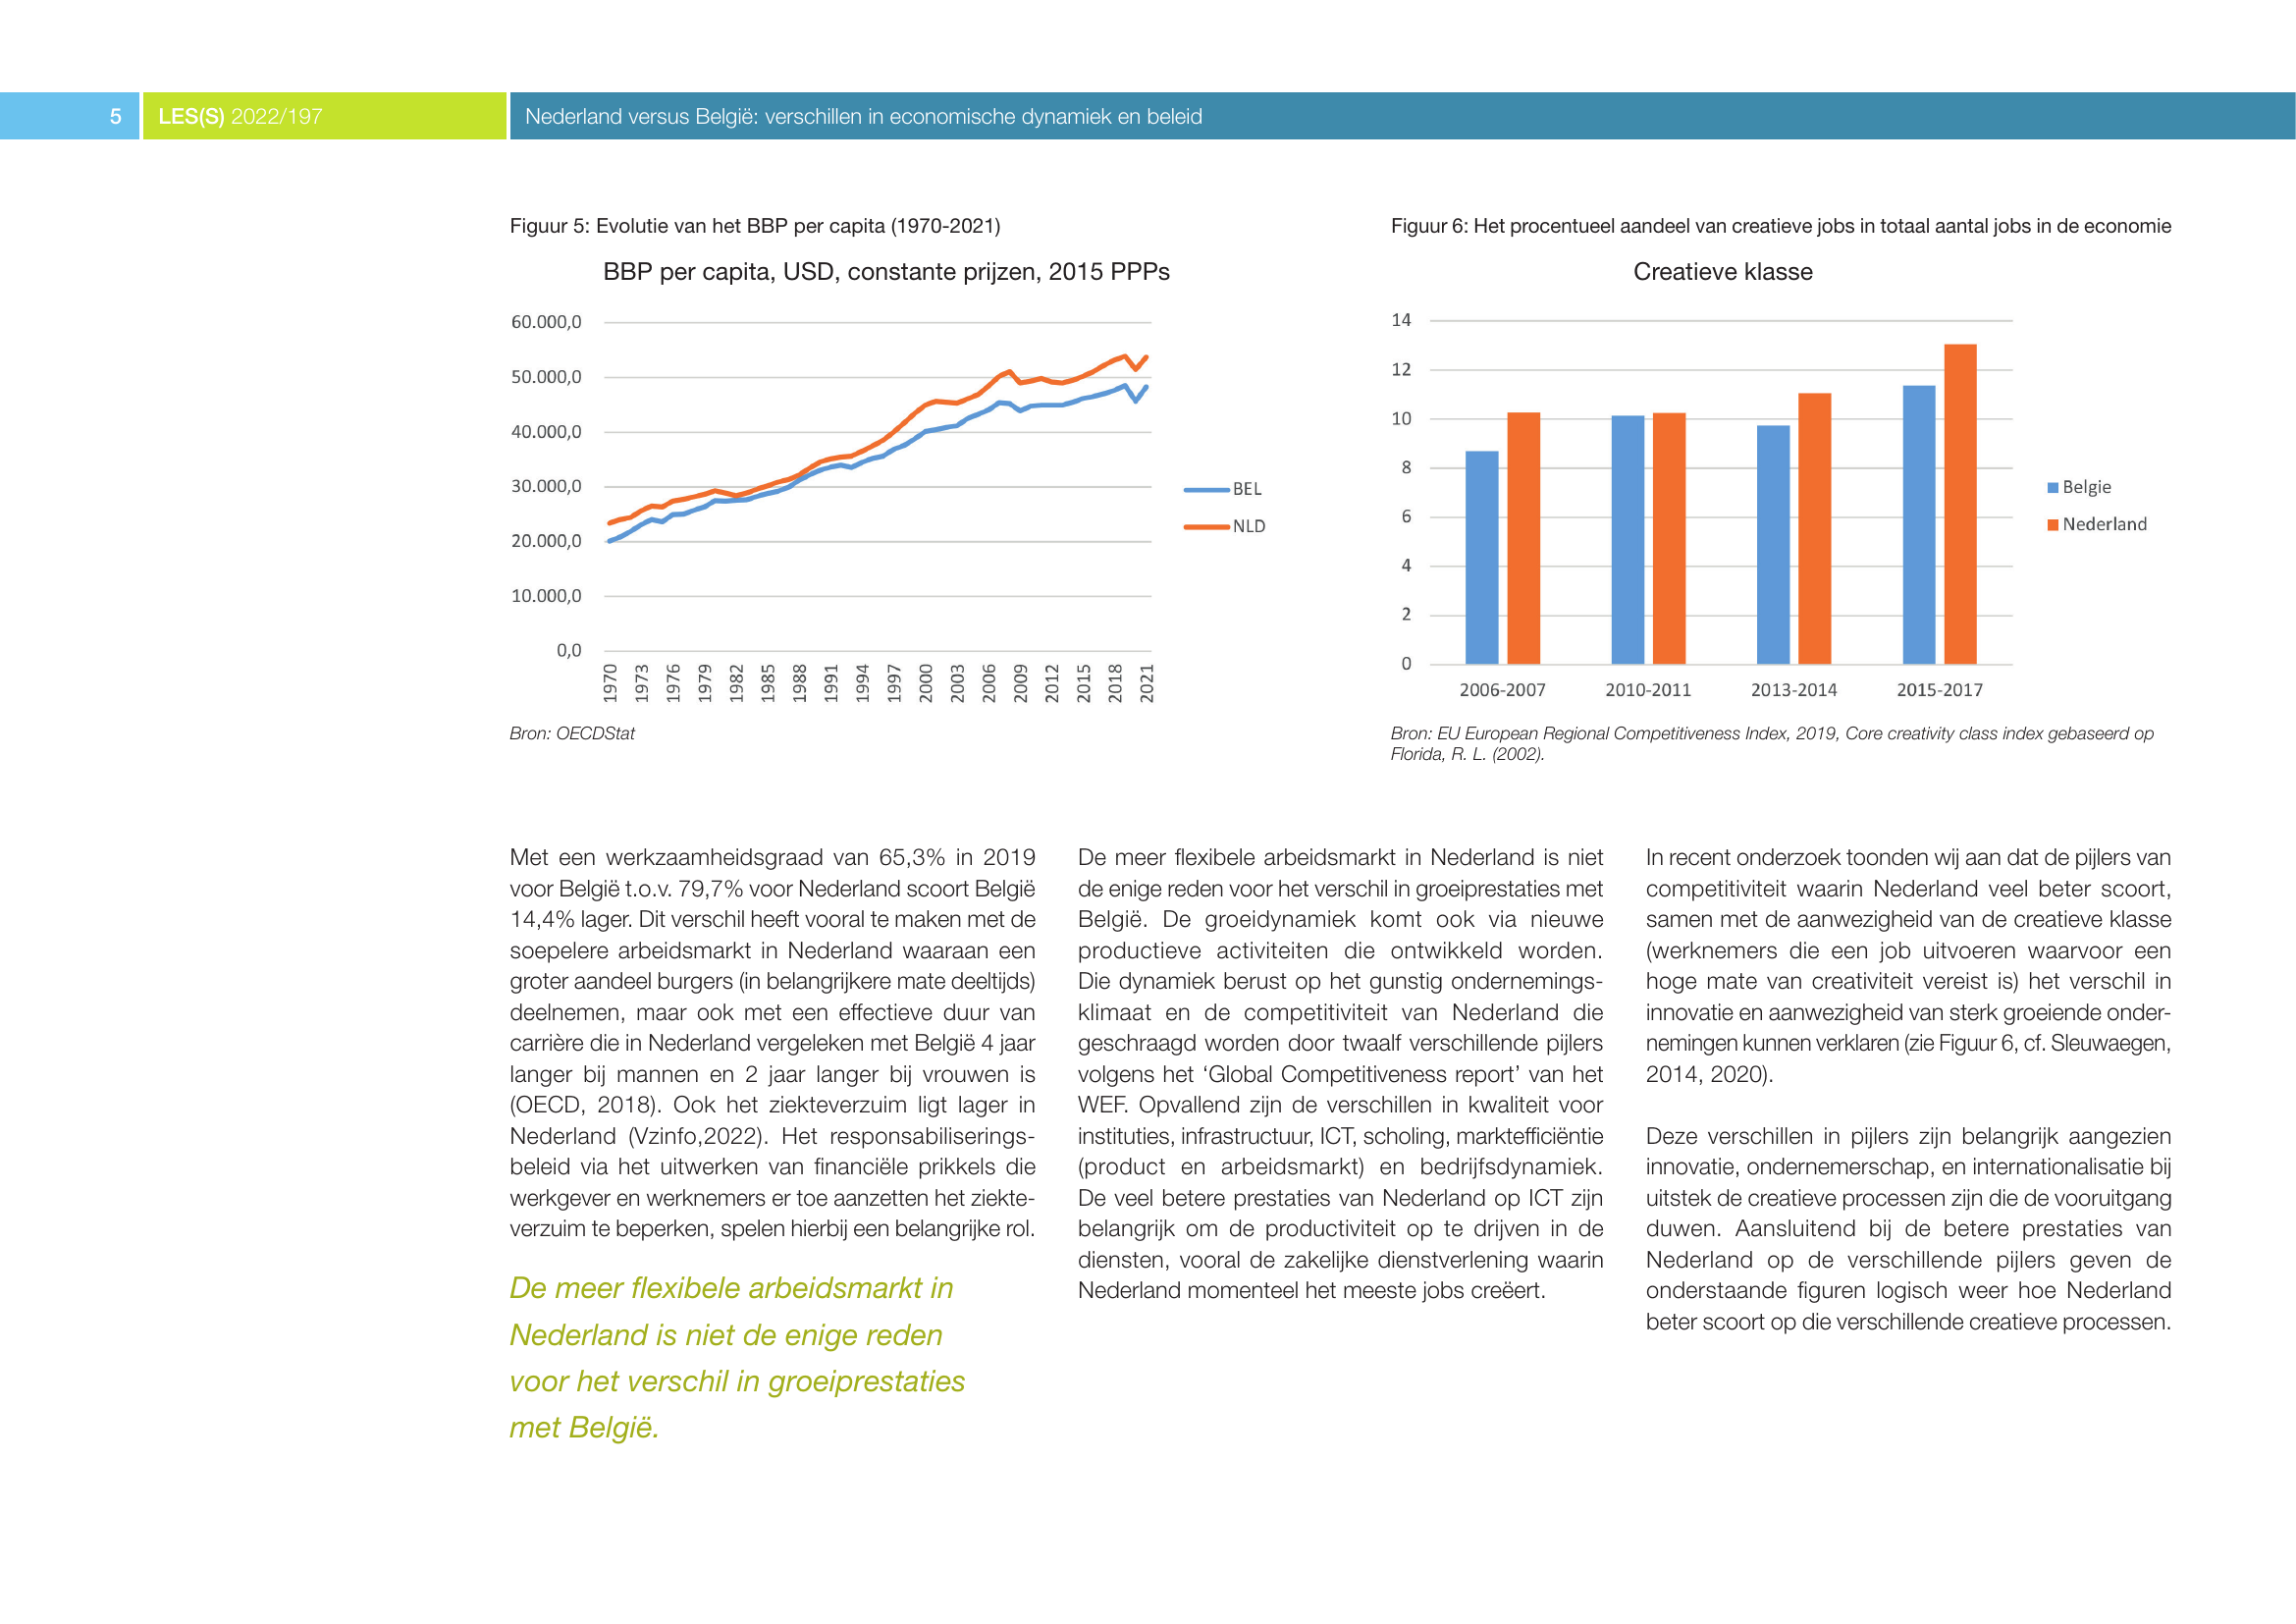 5
LES(S) 2022/197
Nederland versus België: verschillen in economische dynamiek en beleid
Figuur 5: Evolutie van het BBP per capita (1970-2021)
BBP per capita, USD, constante prijzen, 2015 PPPs
60.000,0
50.000,0
40.000,0
30.000,0
20.000,0
10.000,0
0,0
1970
1973
1976
1979
1982
1985
1988
1991
1994
1997
2000
2003
2006
2009
2012
2015
2018
2021
BEL
NLD
Bron: OECDStat
Figuur 6: Het procentueel aandeel van creatieve jobs in totaal aantal jobs in de economie
Creatieve klasse
14
12
10
8
6
4
2
0
2006-2007
2010-2011
2013-2014
2015-2017
Belgie
Nederland
Bron: EU European Regional Competitiveness Index, 2019, Core creativity class index gebaseerd op
Florida, R. L. (2002).
Met een werkzaamheidsgraad van 65,3% in 2019
voor België t.o.v. 79,7% voor Nederland scoort België
14,4% lager. Dit verschil heeft vooral te maken met de
soepelere arbeidsmarkt in Nederland waaraan een
groter aandeel burgers (in belangrijkere mate deeltijds)
deelnemen, maar ook met een effectieve duur van
carrière die in Nederland vergeleken met België 4 jaar
langer bij mannen en 2 jaar langer bij vrouwen is
(OECD, 2018). Ook het ziekteverzuim ligt lager in
Nederland (Vzinfo,2022). Het responsabiliserings-
beleid via het uitwerken van financiële prikkels die
werkgever en werknemers er toe aanzetten het ziekte-
verzuim te beperken, spelen hierbij een belangrijke rol.
De meer flexibele arbeidsmarkt in
Nederland is niet de enige reden
voor het verschil in groeiprestaties
met België.
De meer flexibele arbeidsmarkt in Nederland is niet
de enige reden voor het verschil in groeiprestaties met
België. De groeidynamiek komt ook via nieuwe
productieve activiteiten die ontwikkeld worden.
Die dynamiek berust op het gunstig ondernemings-
klimaat en de competitiviteit van Nederland die
geschraagd worden door twaalf verschillende pijlers
volgens het ‘Global Competitiveness report’ van het
WEF. Opvallend zijn de verschillen in kwaliteit voor
instituties, infrastructuur, ICT, scholing, marktefficiëntie
(product en arbeidsmarkt) en bedrijfsdynamiek.
De veel betere prestaties van Nederland op ICT zijn
belangrijk om de productiviteit op te drijven in de
diensten, vooral de zakelijke dienstverlening waarin
Nederland momenteel het meeste jobs creëert.
In recent onderzoek toonden wij aan dat de pijlers van
competitiviteit waarin Nederland veel beter scoort,
samen met de aanwezigheid van de creatieve klasse
(werknemers die een job uitvoeren waarvoor een
hoge mate van creativiteit vereist is) het verschil in
innovatie en aanwezigheid van sterk groeiende onder-
nemingen kunnen verklaren (zie Figuur 6, cf. Sleuwaegen,
2014, 2020).
Deze verschillen in pijlers zijn belangrijk aangezien
innovatie, ondernemerschap, en internationalisatie bij
uitstek de creatieve processen zijn die de vooruitgang
duwen. Aansluitend bij de betere prestaties van
Nederland op de verschillende pijlers geven de
onderstaande figuren logisch weer hoe Nederland
beter scoort op die verschillende creatieve processen.